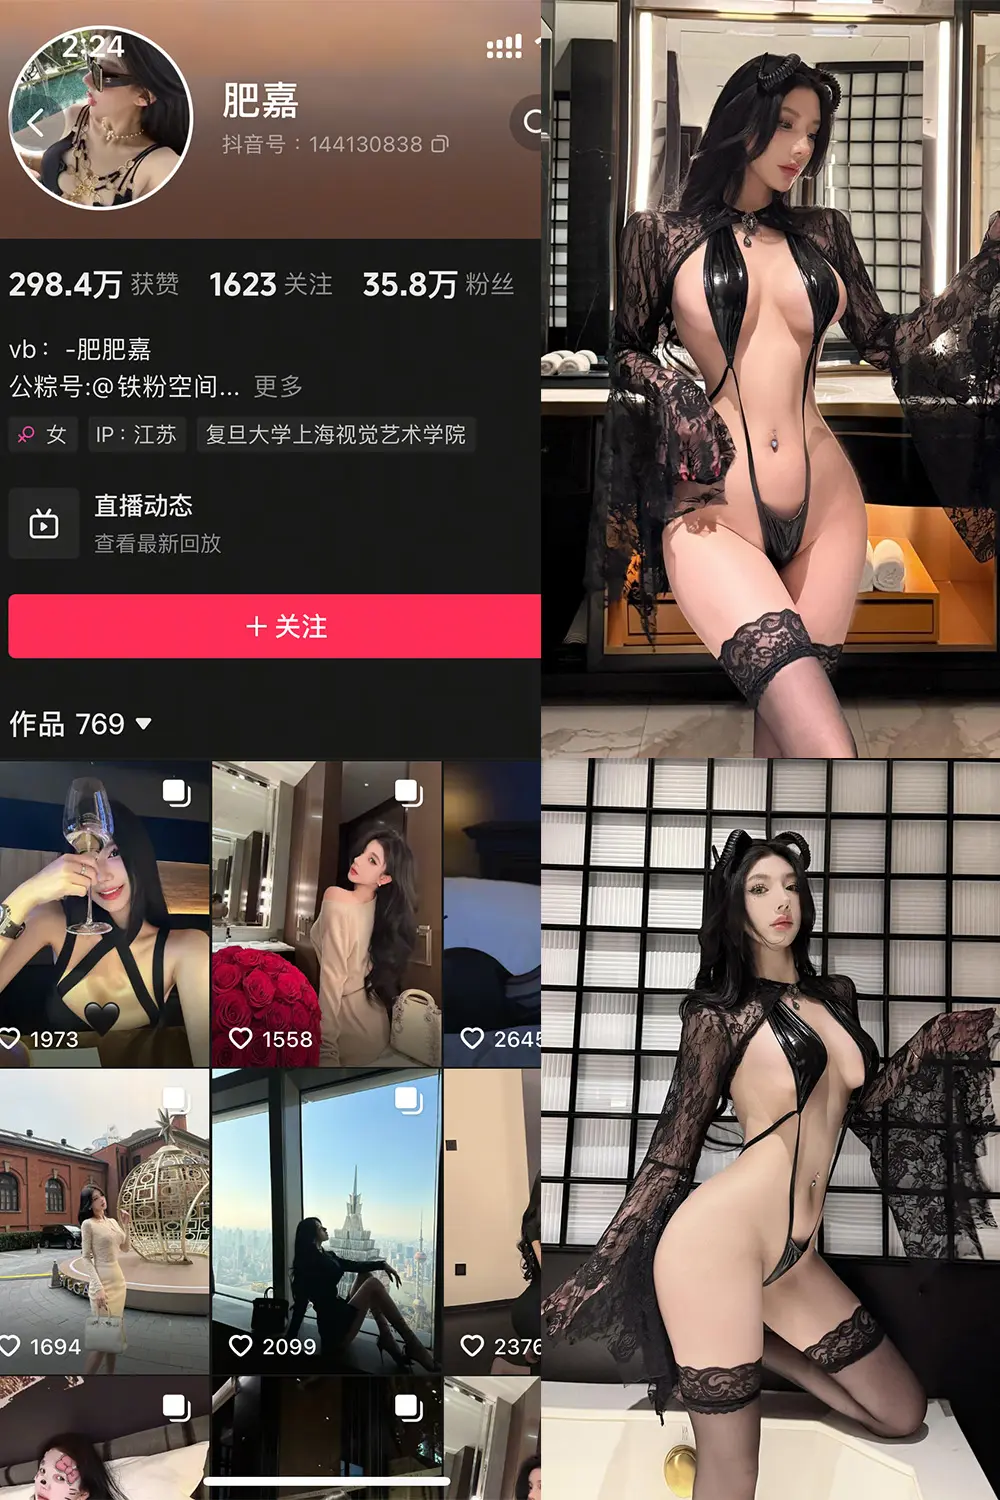 2:24
肥嘉
抖音号：144130838
298.4万 获赞 1623 关注 35.8万 粉丝
vb：-肥肥嘉
公粽号:@铁粉空间... 更多
女 IP：江苏 复旦大学上海视觉艺术学院
直播动态
查看最新回放
+ 关注
作品 769
1973 1558 2645
1694 2099 2376